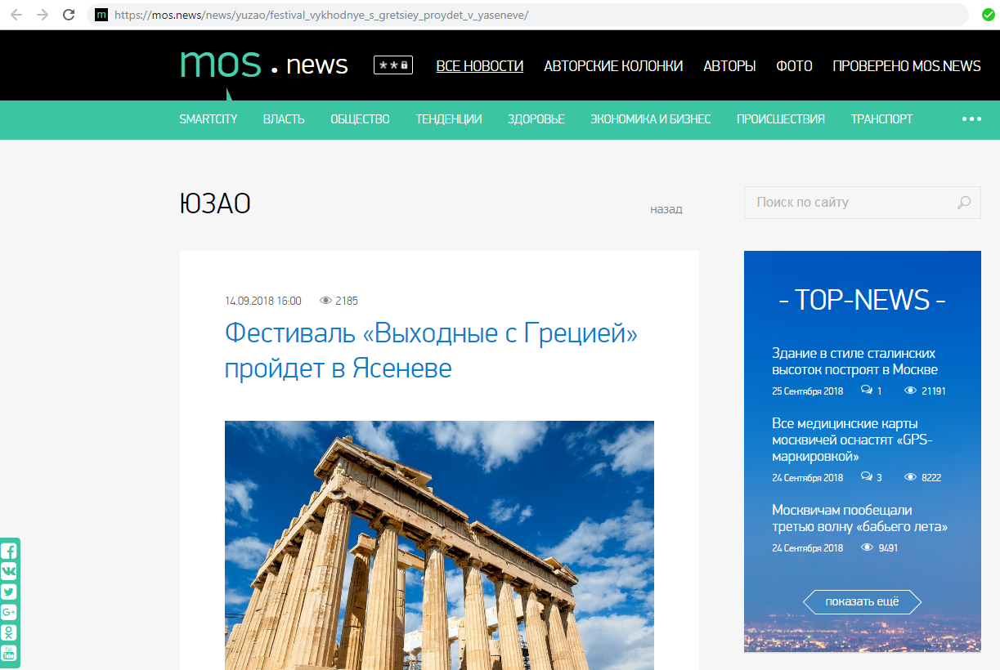 https://mos.news/news/yuzao/festival_vykhodnye_s_gretsiey_proydet_v_yaseneve/
mos.news
**
ВСЕ НОВОСТИ
АВТОРСКИЕ КОЛОНКИ
АВТОРЫ
ФОТО
ПРОВЕРЕНО MOS.NEWS
SMARTCITY
ВЛАСТЬ
ОБЩЕСТВО
ТЕНДЕНЦИИ
ЗДОРОВЬЕ
ЭКОНОМИКА И БИЗНЕС
ПРОИСШЕСТВИЯ
ТРАНСПОРТ
ЮЗАО
назад
Поиск по сайту
14.09.2018 16:00 2185
Фестиваль «Выходные с Грецией»
пройдет в Ясеневе
- TOP-NEWS -
Здание в стиле сталинских
высоток построят в Москве
25 Сентября 2018 1 21191
Все медицинские карты
москвичей оснастят «GPS-
маркировкой»
24 Сентября 2018 3 8222
Москвичам пообещали
третью волну «бабьего лета»
24 Сентября 2018 9491
показать ещё